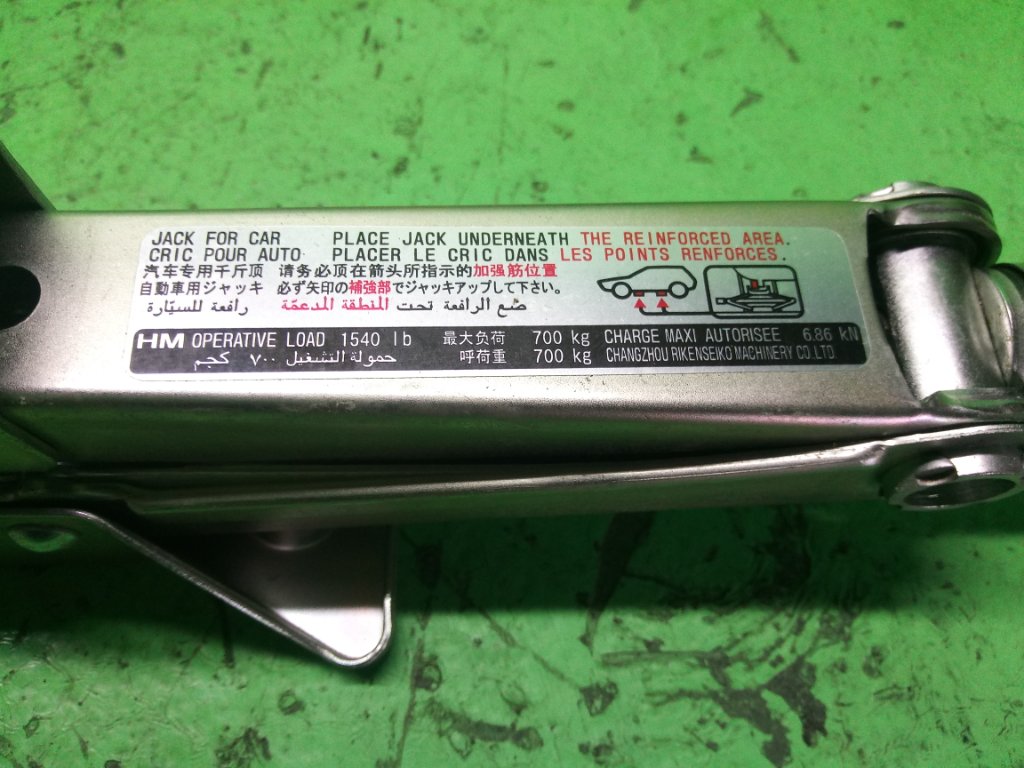 JACK FOR CAR PLACE JACK UNDERNEATH THE REINFORCED AREA.
CRIC POUR AUTO PLACER LE CRIC DANS LES POINTS RENFORCES.
汽车专用千斤顶 请务必顶在箭头所指示的加强筋位置
自動車用ジャッキ 必ず矢印の補強部でジャッキアップして下さい。
رافعة للسيّارة ضع الرافعة تحت المنطقة المدعمّة
HM OPERATIVE LOAD 1540 lb 最大负荷 700 kg CHARGE MAXI AUTORISEE 6.86 kN
حمولة التشغيل ٧٠٠ كجم 呼荷重 700 kg CHANGZHOU RIKENSEIKO MACHINERY CO.LTD.